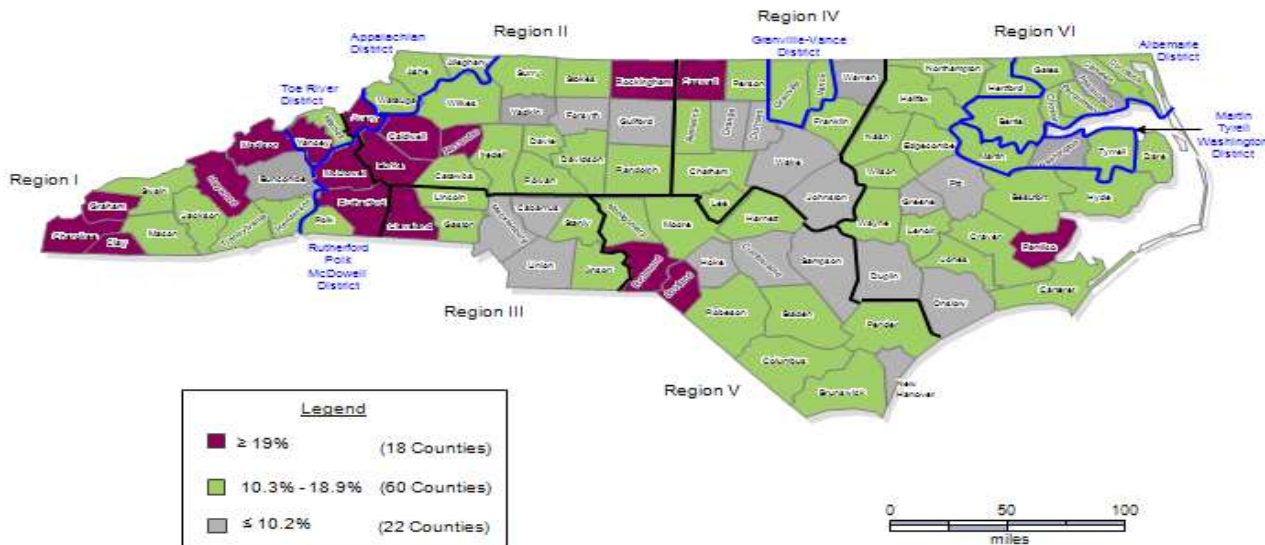 Region IV
Region II
Granville-Vance
District
Region VI
Appalachian
District
Albemarle
District
Toe River
District
Martin
Tyrell
Washington
District
Region I
Rutherford
Polk
McDowell
District
Region III
Region V
Ashe
Alleghany
Surry
Stokes
Rockingham
Caswell
Person
Granville
Vance
Warren
Northampton
Gates
Camden
Hertford
Halifax
Watauga
Wilkes
Yadkin
Forsyth
Guilford
Orange
Durham
Franklin
Bertie
Avery
Caldwell
Yancey
Madison
Iredell
Davie
Davidson
Randolph
Chatham
Wake
Nash
Edgecombe
Martin
Washington
Tyrrell
Dare
Burke
McDowell
Catawba
Rowan
Wilson
Pitt
Beaufort
Hyde
Swain
Haywood
Buncombe
Rutherford
Lincoln
Lee
Johnston
Greene
Graham
Jackson
Henderson
Polk
Cleveland
Gaston
Mecklenburg
Cabarrus
Stanly
Montgomery
Moore
Harnett
Wayne
Lenoir
Craven
Pamlico
Cherokee
Clay
Macon
Transylvania
Union
Anson
Richmond
Scotland
Hoke
Cumberland
Sampson
Duplin
Jones
Carteret
Onslow
Robeson
Bladen
Pender
Columbus
Brunswick
New
Hanover
Legend
≥ 19% (18 Counties)
10.3% - 18.9% (60 Counties)
≤ 10.2% (22 Counties)
0 50 100
miles